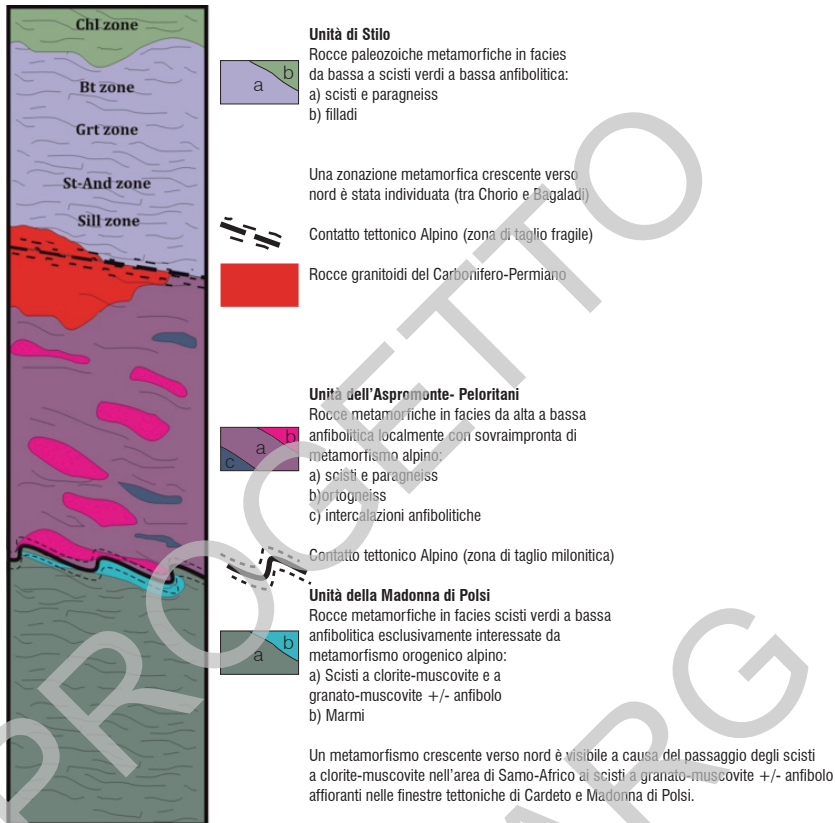 Chl zone
Bt zone
Grt zone
St-And zone
Sill zone
Unità di Stilo
Rocce paleozoiche metamorfiche in facies
da bassa a scisti verdi a bassa anfibolitica:
a) scisti e paragneiss
b) filladi
a
b
Una zonazione metamorfica crescente verso
nord è stata individuata (tra Chorio e Bagaladi)
Contatto tettonico Alpino (zona di taglio fragile)
Rocce granitoidi del Carbonifero-Permiano
Unità dell'Aspromonte- Peloritani
Rocce metamorfiche in facies da alta a bassa
anfibolitica localmente con sovraimpronta di
metamorfismo alpino:
a) scisti e paragneiss
b)ortogneiss
c) intercalazioni anfibolitiche
a
b
c
Contatto tettonico Alpino (zona di taglio milonitica)
Unità della Madonna di Polsi
Rocce metamorfiche in facies scisti verdi a bassa
anfibolitica esclusivamente interessate da
metamorfismo orogenico alpino:
a) Scisti a clorite-muscovite e a
granato-muscovite +/- anfibolo
b) Marmi
a
b
Un metamorfismo crescente verso nord è visibile a causa del passaggio degli scisti
a clorite-muscovite nell'area di Samo-Africo ai scisti a granato-muscovite +/- anfibolo
affioranti nelle finestre tettoniche di Cardeto e Madonna di Polsi.
PROGETTO
ARG